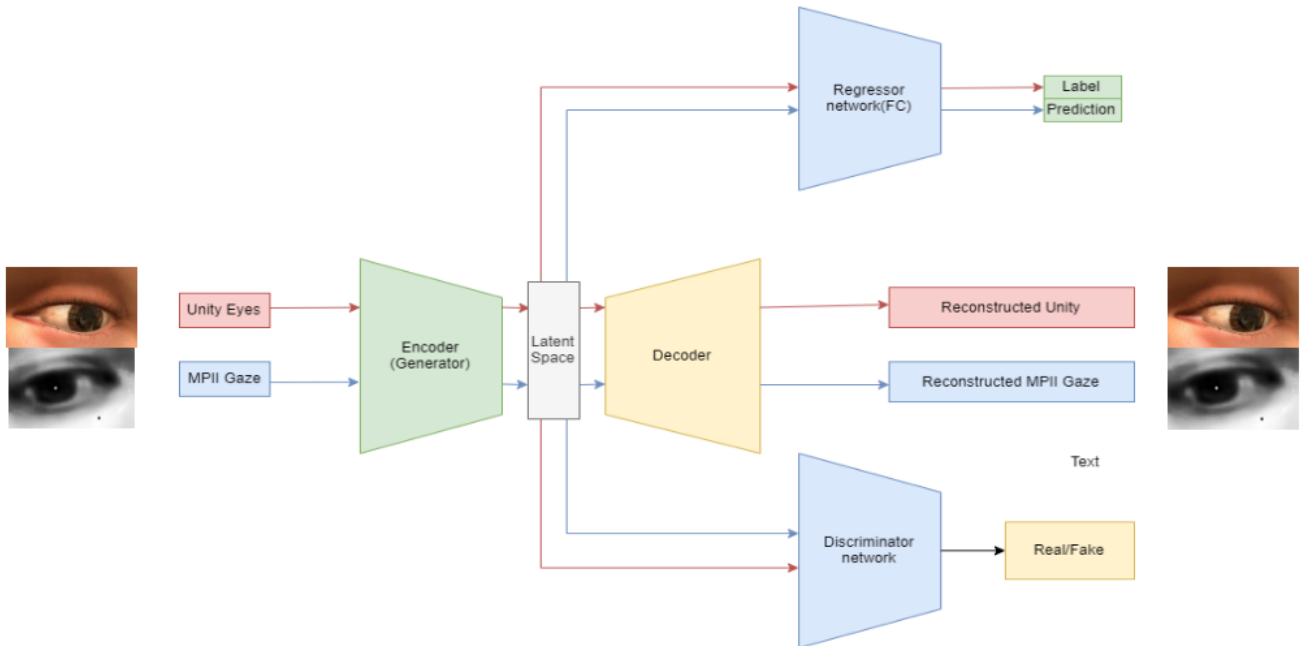 Regressor
network(FC)
Label
Prediction
Unity Eyes
MPII Gaze
Encoder
(Generator)
Latent
Space
Decoder
Reconstructed Unity
Reconstructed MPII Gaze
Text
Discriminator
network
Real/Fake